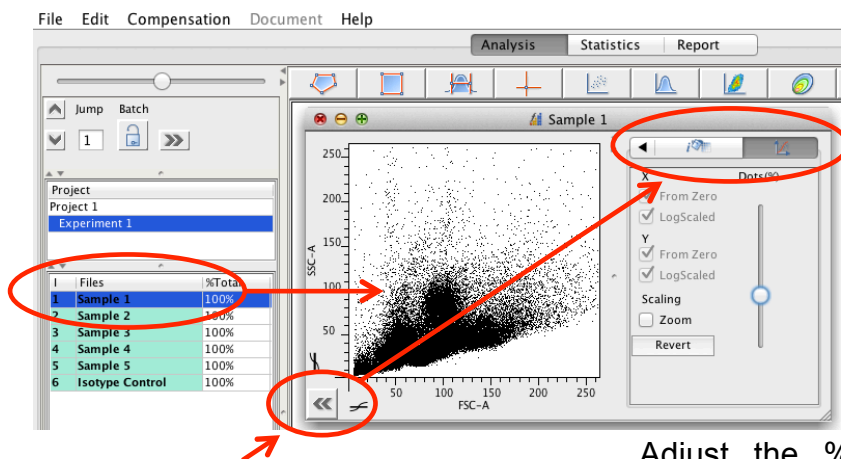 File Edit Compensation Document Help
Analysis Statistics Report
Jump Batch
1
Project
Project 1
Experiment 1
I Files %Total
1 Sample 1 100%
2 Sample 2 100%
3 Sample 3 100%
4 Sample 4 100%
5 Sample 5 100%
6 Isotype Control 100%
Sample 1
250
200
150
100
50
SSC-A
50 100 150 200 250
FSC-A
X Dots(%)
From Zero
LogScaled
Y
From Zero
LogScaled
Scaling
Zoom
Revert
Adjust the %